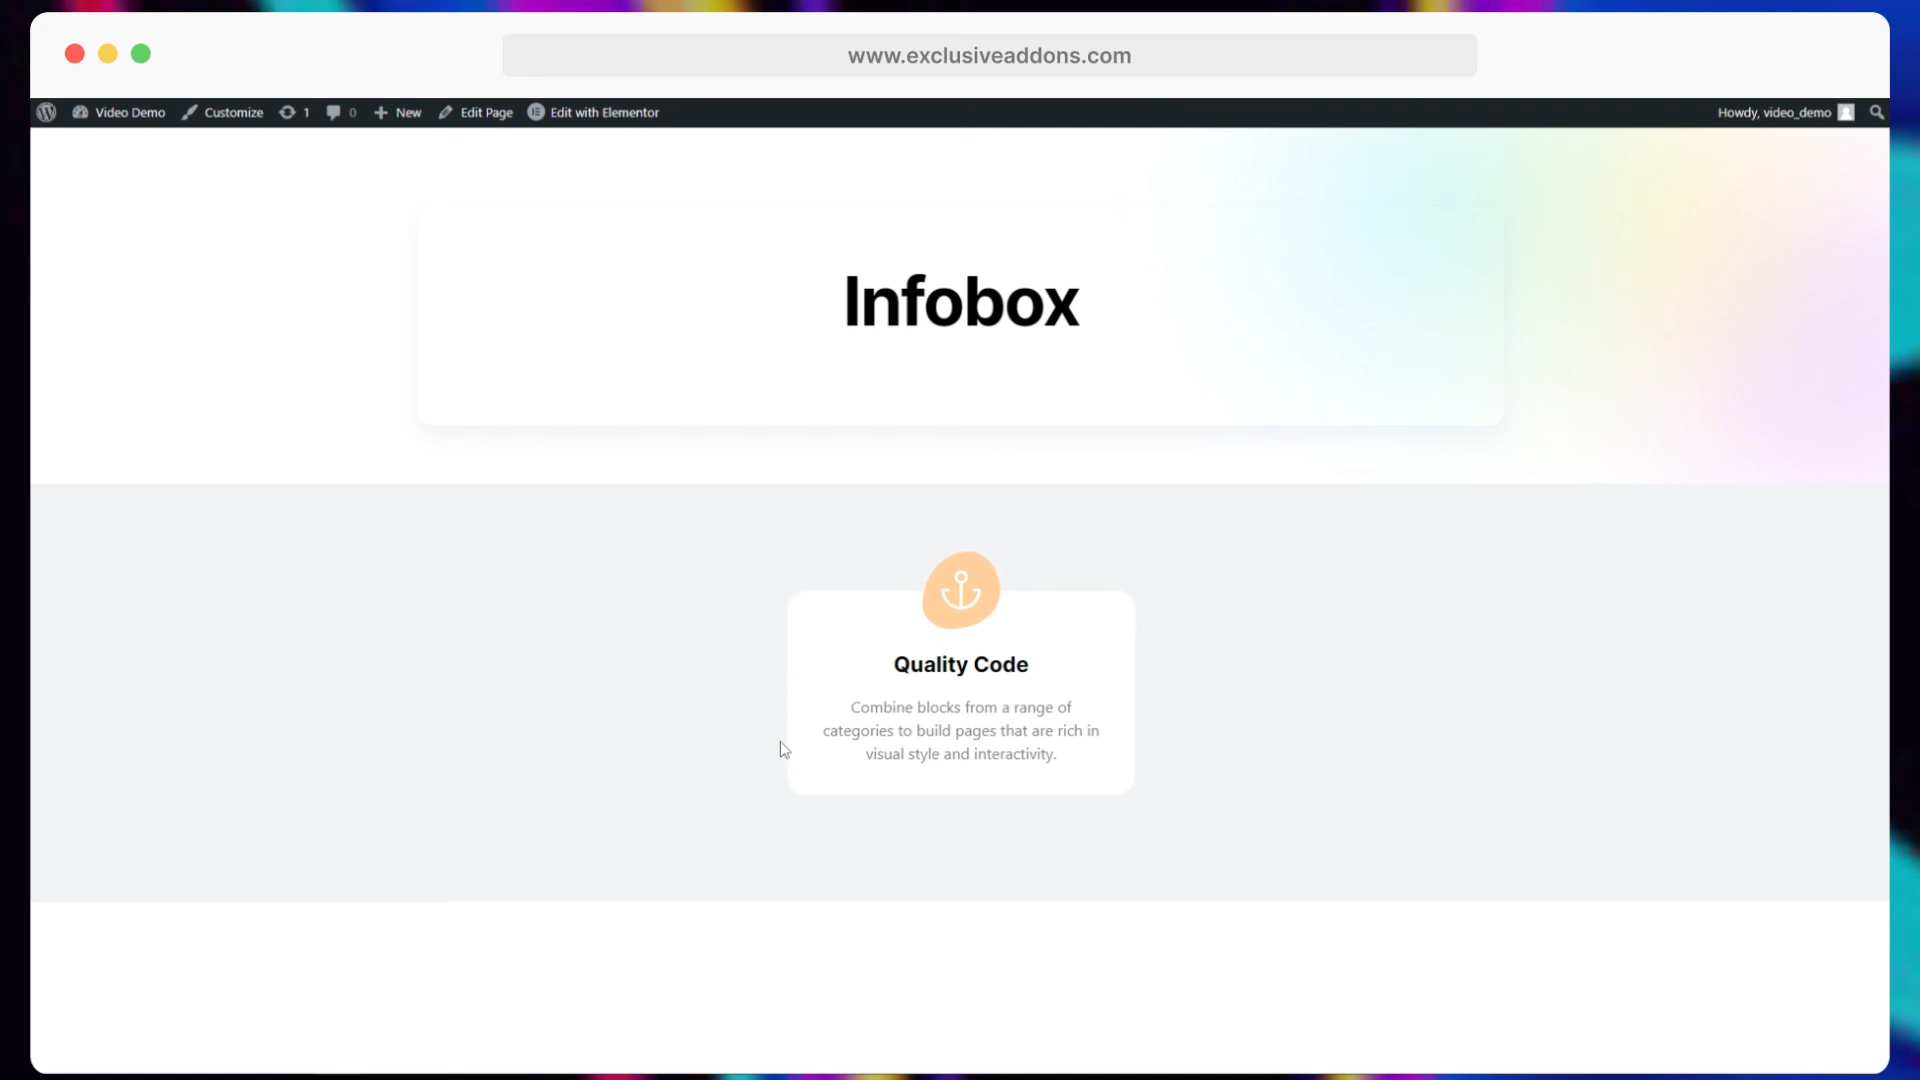 www.exclusiveaddons.com
Video Demo Customize 1 0 New Edit Page Edit with Elementor Howdy, video_demo
Infobox
Quality Code
Combine blocks from a range of
categories to build pages that are rich in
visual style and interactivity.